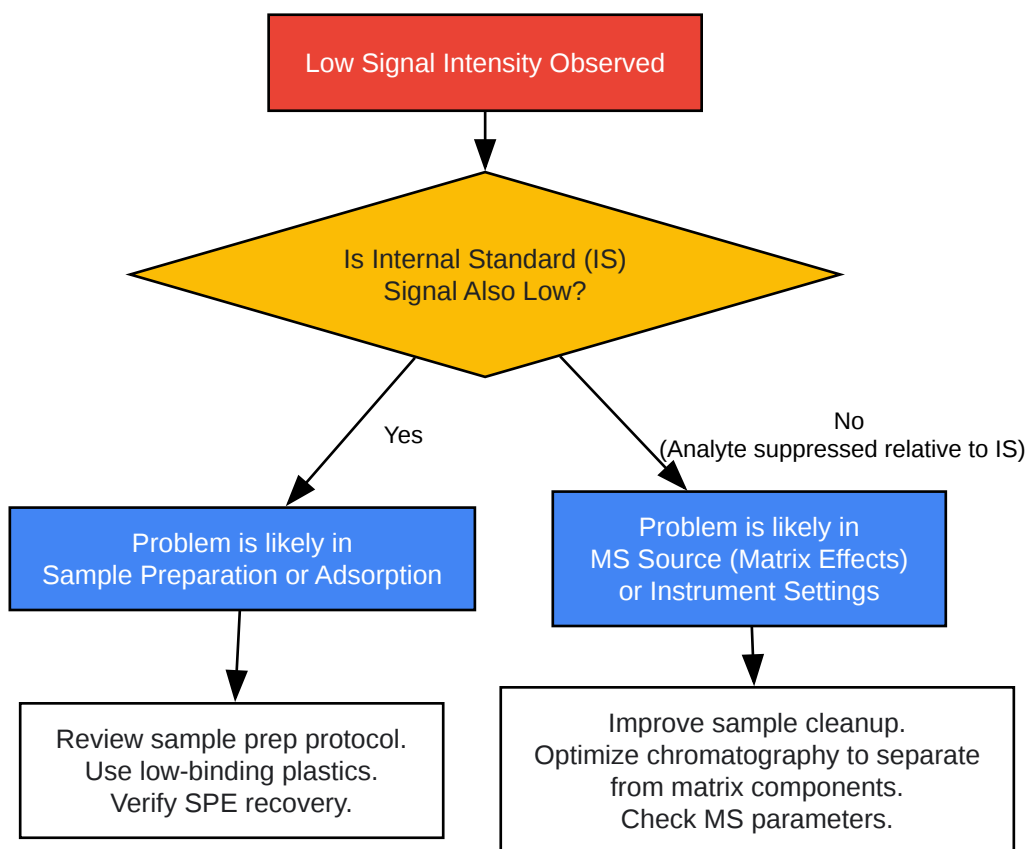 Low Signal Intensity Observed
Is Internal Standard (IS)
Signal Also Low?
Yes
No
(Analyte suppressed relative to IS)
Problem is likely in
Sample Preparation or Adsorption
Problem is likely in
MS Source (Matrix Effects)
or Instrument Settings
Review sample prep protocol.
Use low-binding plastics.
Verify SPE recovery.
Improve sample cleanup.
Optimize chromatography to separate
from matrix components.
Check MS parameters.